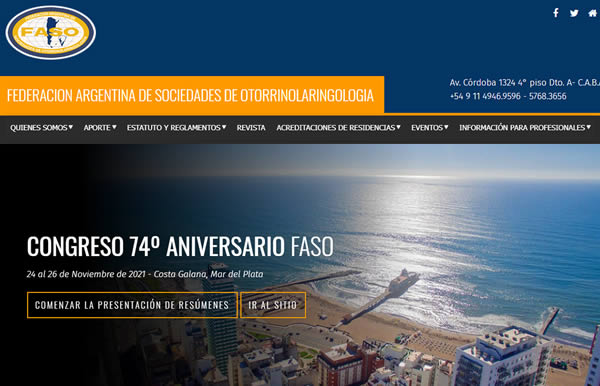 FASO
FEDERACION ARGENTINA DE SOCIEDADES DE OTORRINOLARINGOLOGIA
Av. Córdoba 1324 4° piso Dto. A- C.A.B.A
+54 9 11 4946.9596 - 5768.3656
QUIENES SOMOS APORTE ESTATUTO Y REGLAMENTOS REVISTA ACREDITACIONES DE RESIDENCIAS EVENTOS INFORMACIÓN PARA PROFESIONALES
CONGRESO 74º ANIVERSARIO FASO
24 al 26 de Noviembre de 2021 - Costa Galana, Mar del Plata
COMENZAR LA PRESENTACIÓN DE RESÚMENES IR AL SITIO